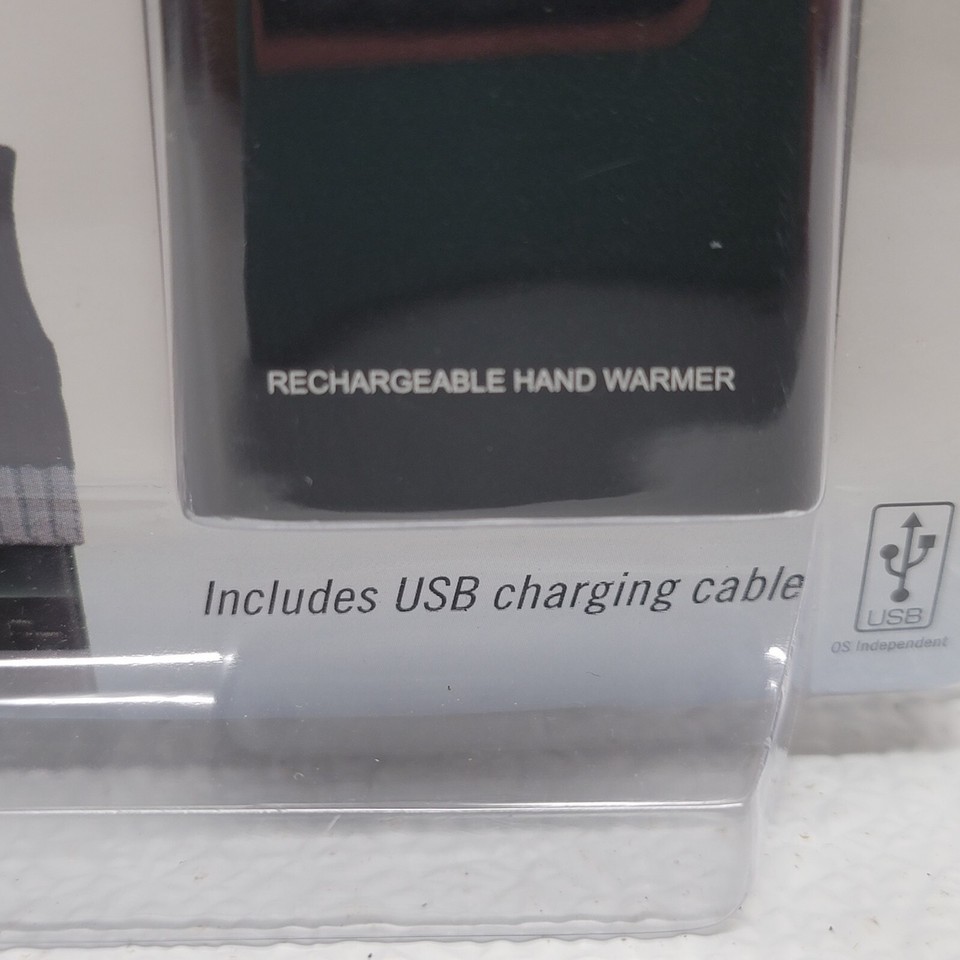 RECHARGEABLE HAND WARMER
Includes USB charging cable
USB
OS Independent